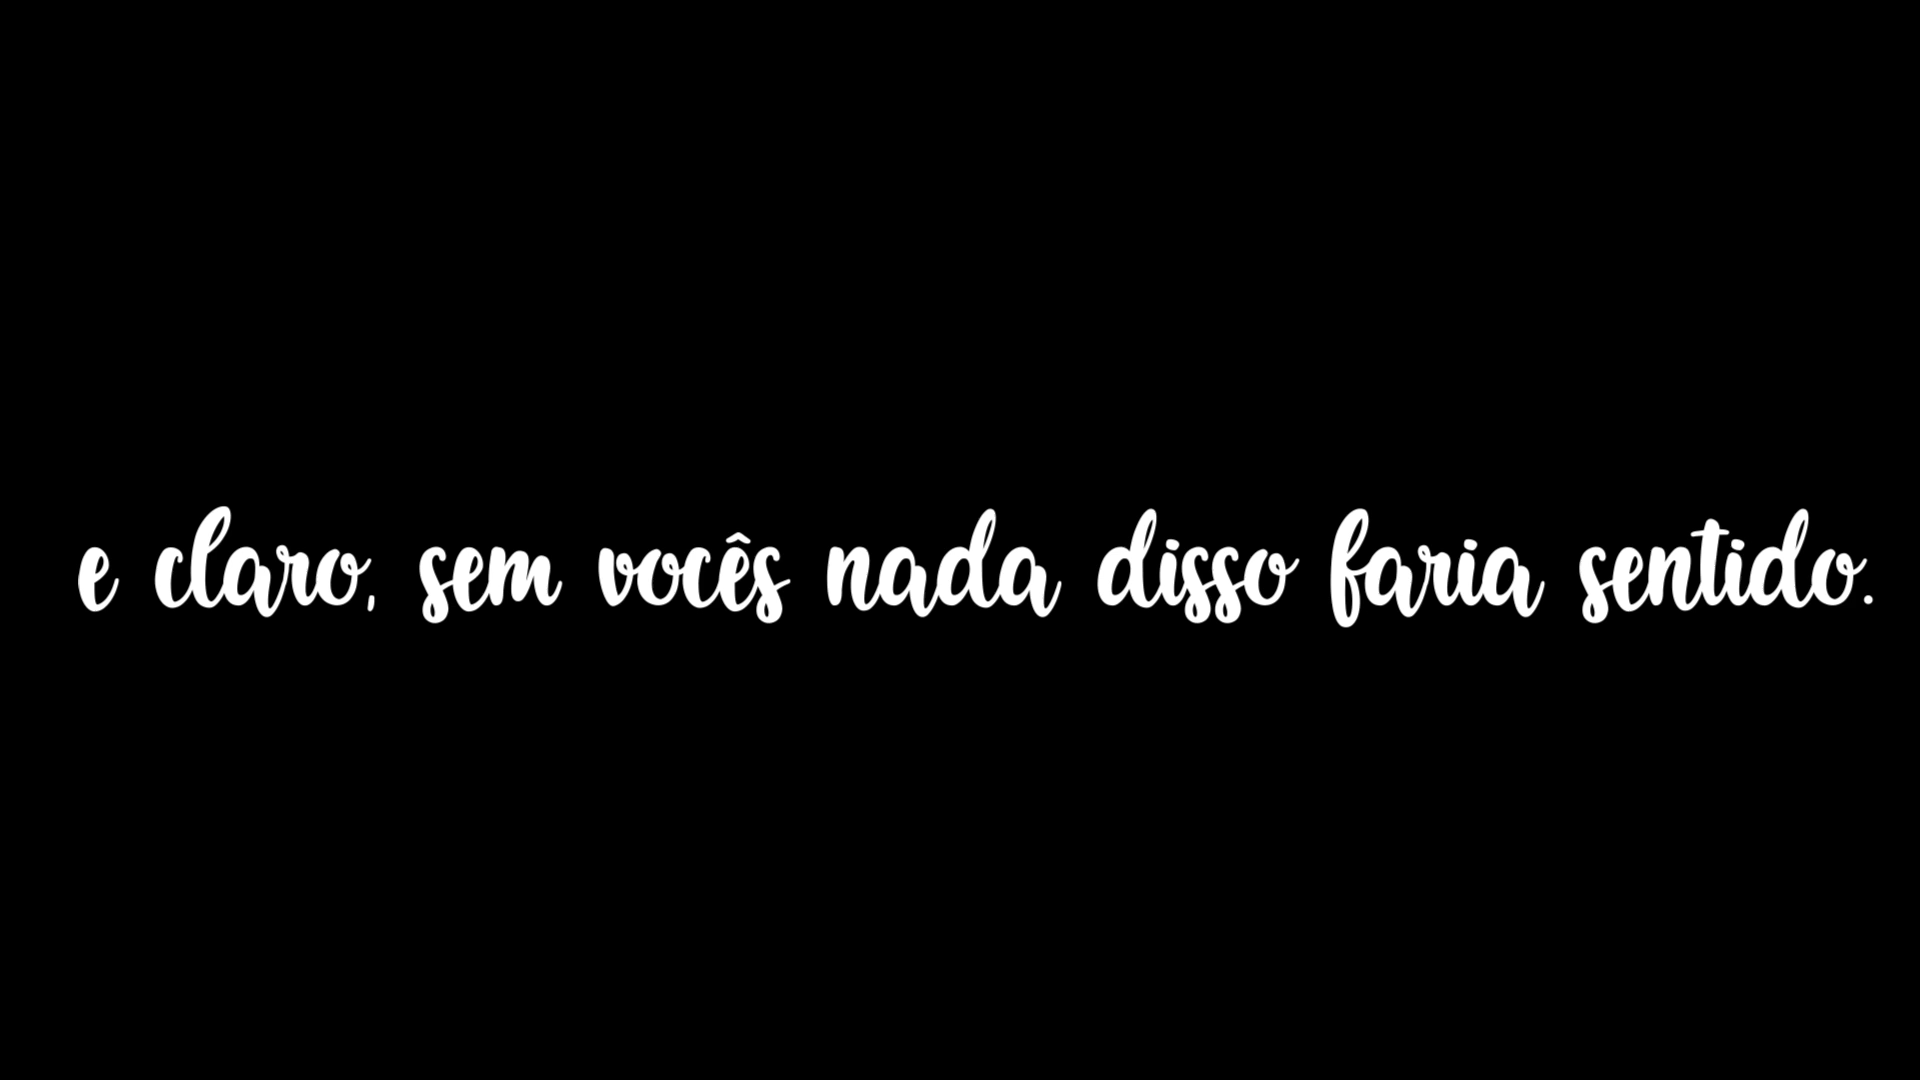 e claro, sem vocês nada disso faria sentido.